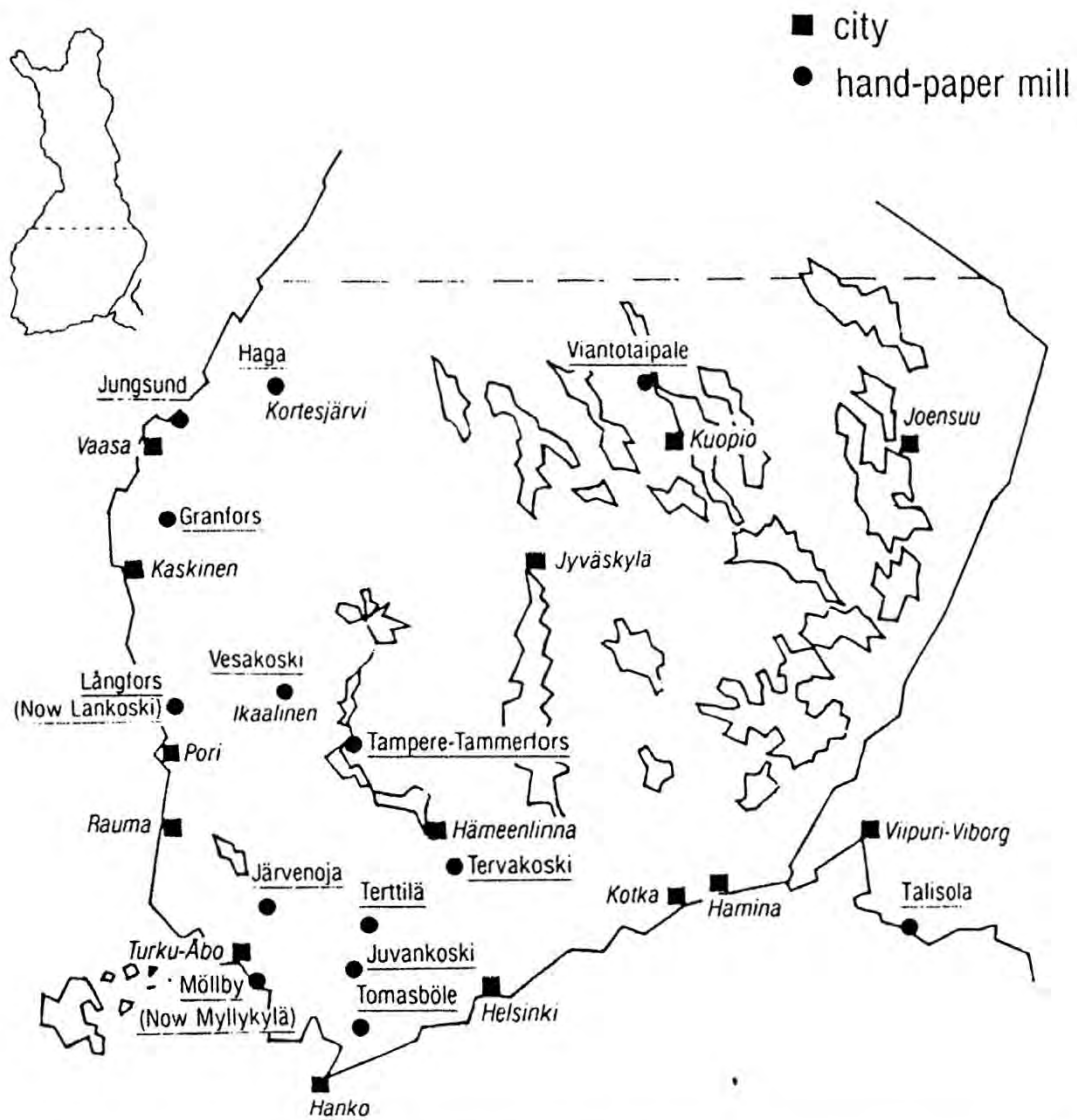 city
hand-paper mill
Haga
Kortesjärvi
Viantotaipale
Jungsund
Vaasa
Kuopio
Joensuu
Granfors
Kaskinen
Jyväskylä
Vesakoski
Ikaalinen
Långfors
(Now Lankoski)
Tampere-Tammerfors
Pori
Rauma
Hämeenlinna
Viipuri-Viborg
Tervakoski
Järvenoja
Terttilä
Kotka
Hamina
Talisola
Turku-Åbo
Juvankoski
Möllby
(Now Myllykylä)
Tomasböle
Helsinki
Hanko